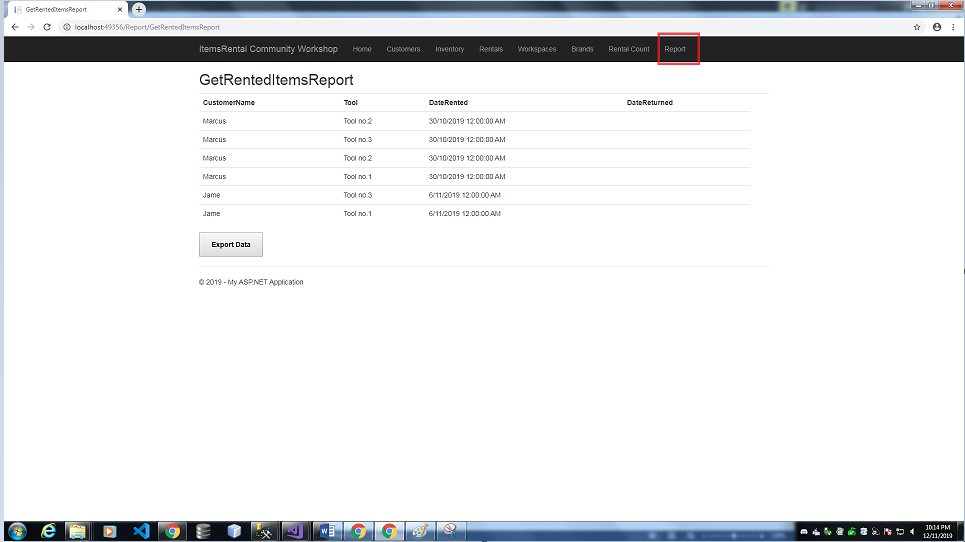 GetRentedItemsReport
localhost:49356/Report/GetRentedItemsReport
ItemsRental Community Workshop Home Customers Inventory Rentals Workspaces Brands Rental Count Report
GetRentedItemsReport
CustomerName Tool DateRented DateReturned
Marcus Tool no.2 30/10/2019 12:00:00 AM
Marcus Tool no.3 30/10/2019 12:00:00 AM
Marcus Tool no.2 30/10/2019 12:00:00 AM
Marcus Tool no.1 30/10/2019 12:00:00 AM
Jame Tool no.3 6/11/2019 12:00:00 AM
Jame Tool no.1 6/11/2019 12:00:00 AM
Export Data
© 2019 - My ASP.NET Application
10:14 PM
12/11/2019